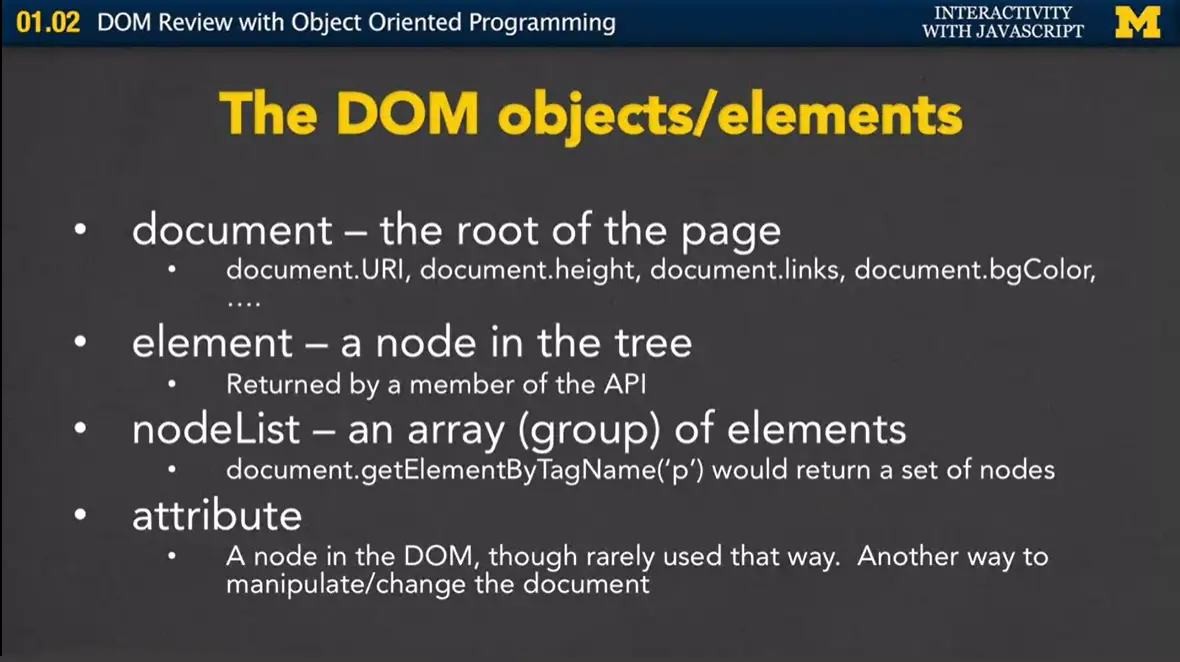 01.02 DOM Review with Object Oriented Programming
INTERACTIVITY
WITH JAVASCRIPT
M
The DOM objects/elements
• document – the root of the page
• document.URI, document.height, document.links, document.bgColor,
....
• element – a node in the tree
• Returned by a member of the API
• nodeList – an array (group) of elements
• document.getElementByTagName(‘p’) would return a set of nodes
• attribute
• A node in the DOM, though rarely used that way.  Another way to
manipulate/change the document